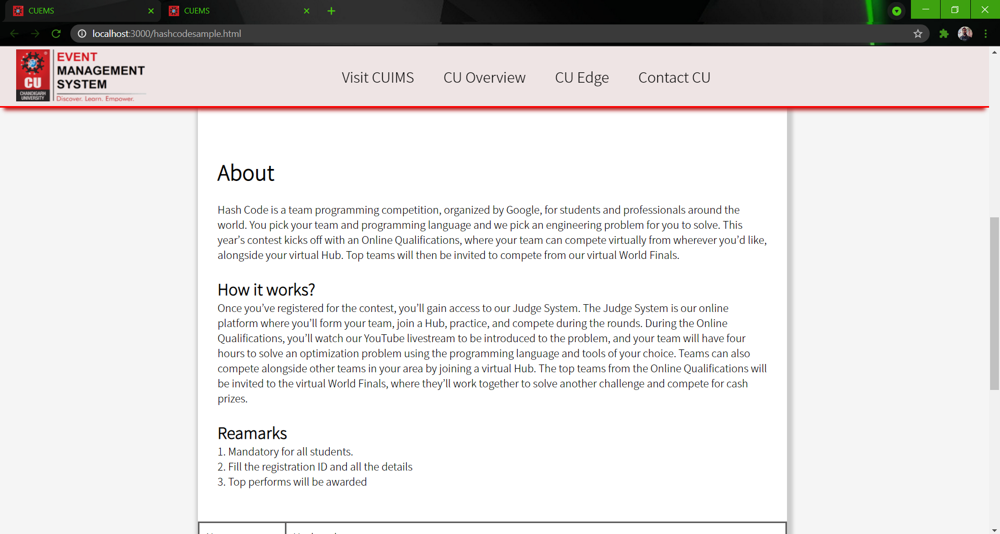 CUEMS CUEMS
localhost:3000/hashcodesample.html
EVENT
MANAGEMENT
SYSTEM
Discover. Learn. Empower.
CU
CHANDIGARH
UNIVERSITY
Visit CUIMS CU Overview CU Edge Contact CU
About
Hash Code is a team programming competition, organized by Google, for students and professionals around the
world. You pick your team and programming language and we pick an engineering problem for you to solve. This
year’s contest kicks off with an Online Qualifications, where your team can compete virtually from wherever you’d like,
alongside your virtual Hub. Top teams will then be invited to compete from our virtual World Finals.
How it works?
Once you’ve registered for the contest, you’ll gain access to our Judge System. The Judge System is our online
platform where you’ll form your team, join a Hub, practice, and compete during the rounds. During the Online
Qualifications, you’ll watch our YouTube livestream to be introduced to the problem, and your team will have four
hours to solve an optimization problem using the programming language and tools of your choice. Teams can also
compete alongside other teams in your area by joining a virtual Hub. The top teams from the Online Qualifications will
be invited to the virtual World Finals, where they’ll work together to solve another challenge and compete for cash
prizes.
Reamarks
1. Mandatory for all students.
2. Fill the registration ID and all the details
3. Top performs will be awarded